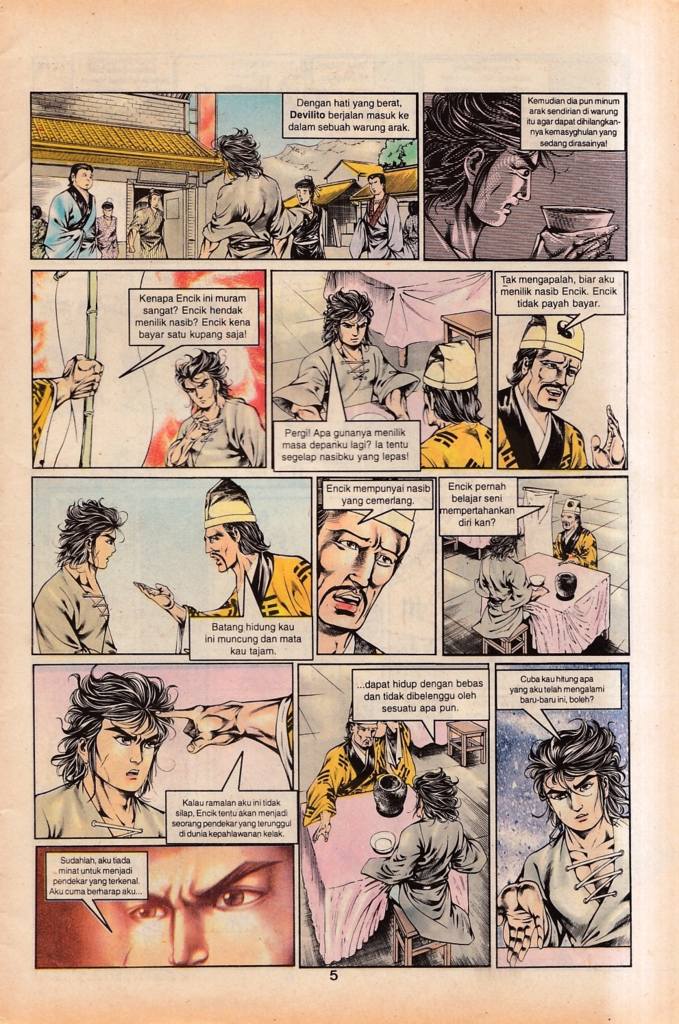 Dengan hati yang berat,
Devilito berjalan masuk ke
dalam sebuah warung arak.
Kemudian dia pun minum
arak sendirian di warung
itu agar dapat dihilangkan-
nya kemasyghulan yang
sedang dirasainya!
Kenapa Encik ini muram
sangat? Encik hendak
menilik nasib? Encik kena
bayar satu kupang saja!
Pergi! Apa gunanya menilik
masa depanku lagi? Ia tentu
segelap nasibku yang lepas!
Tak mengapalah, biar aku
menilik nasib Encik. Encik
tidak payah bayar.
Batang hidung kau
ini muncung dan mata
kau tajam.
Encik mempunyai nasib
yang cemerlang.
Encik pernah
belajar seni
mempertahankan
diri kan?
Kalau ramalan aku ini tidak
silap, Encik tentu akan menjadi
seorang pendekar yang terunggul
di dunia kepahlawanan kelak.
Sudahlah, aku tiada
minat untuk menjadi
pendekar yang terkenal.
Aku cuma berharap aku...
...dapat hidup dengan bebas
dan tidak dibelenggu oleh
sesuatu apa pun.
Cuba kau hitung apa
yang aku telah mengalami
baru-baru ini, boleh?
5